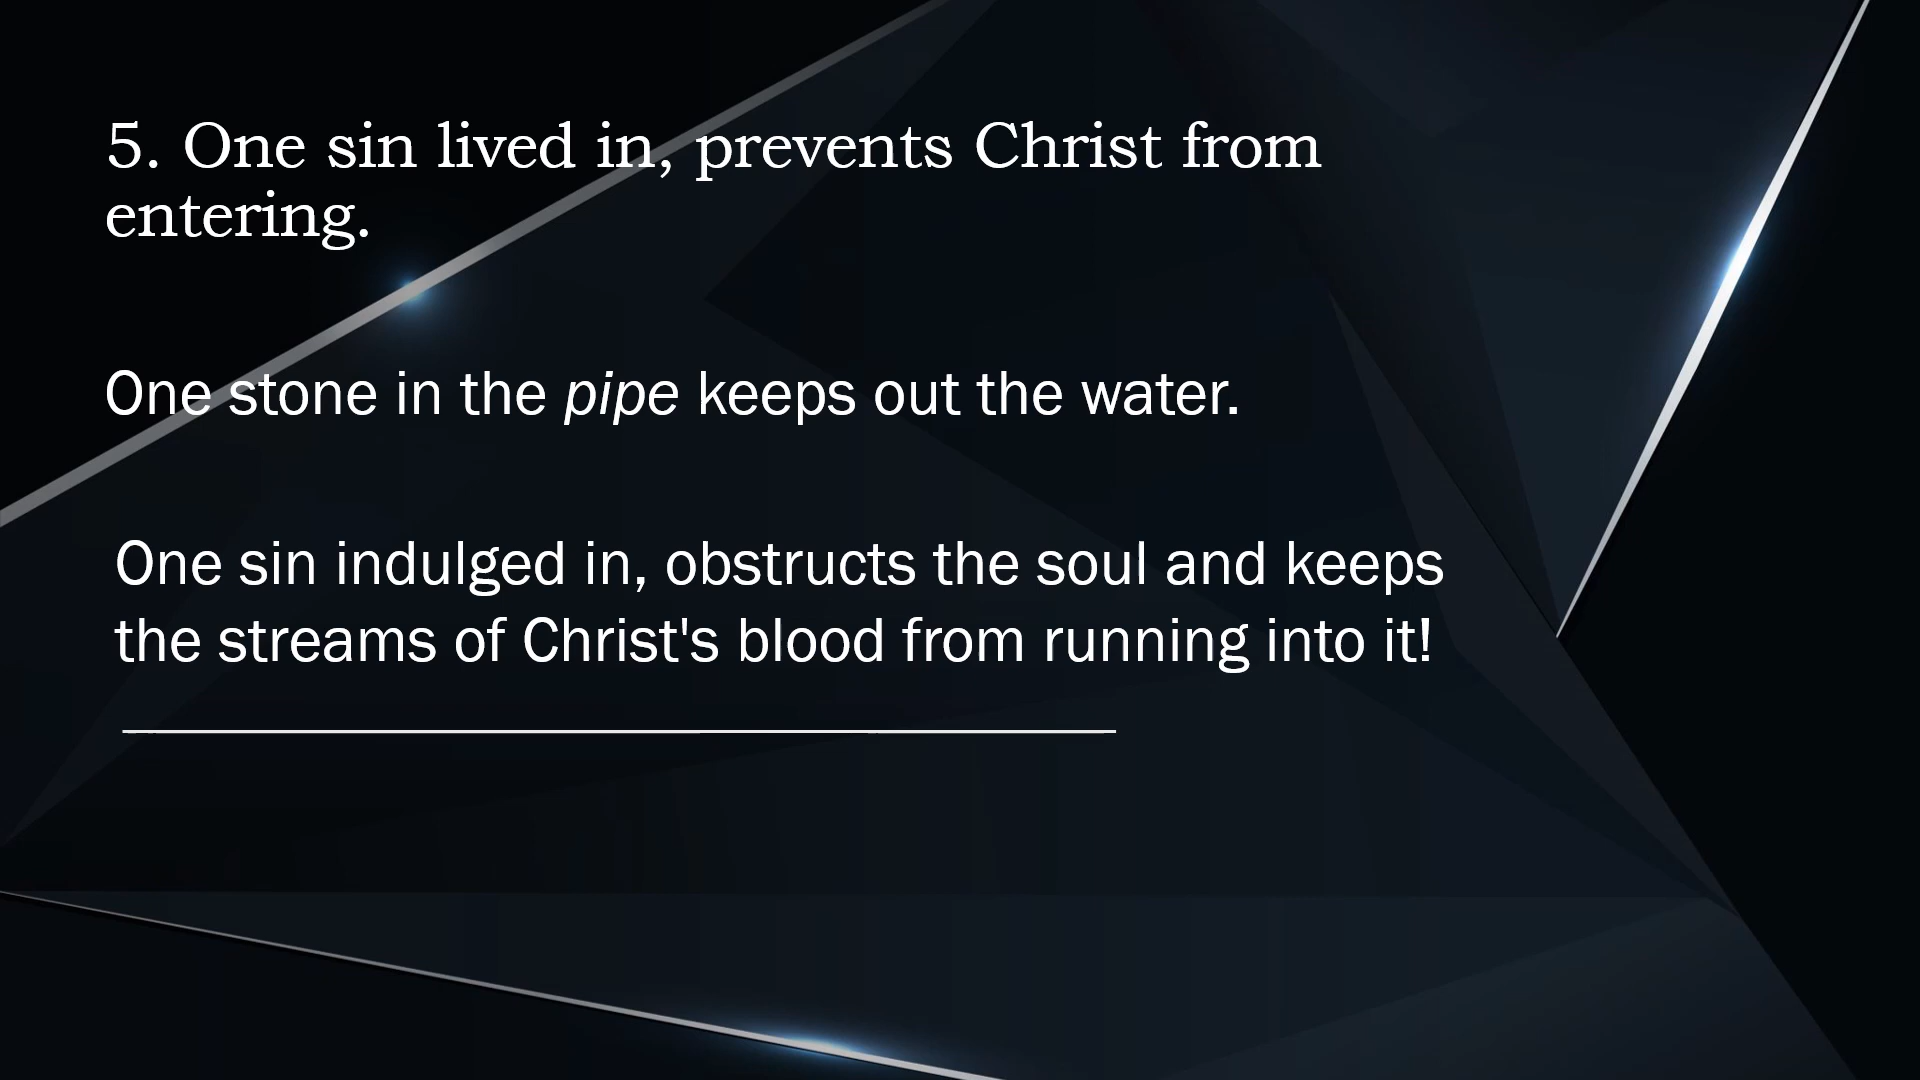 5. One sin lived in, prevents Christ from
entering.
One stone in the pipe keeps out the water.
One sin indulged in, obstructs the soul and keeps
the streams of Christ's blood from running into it!